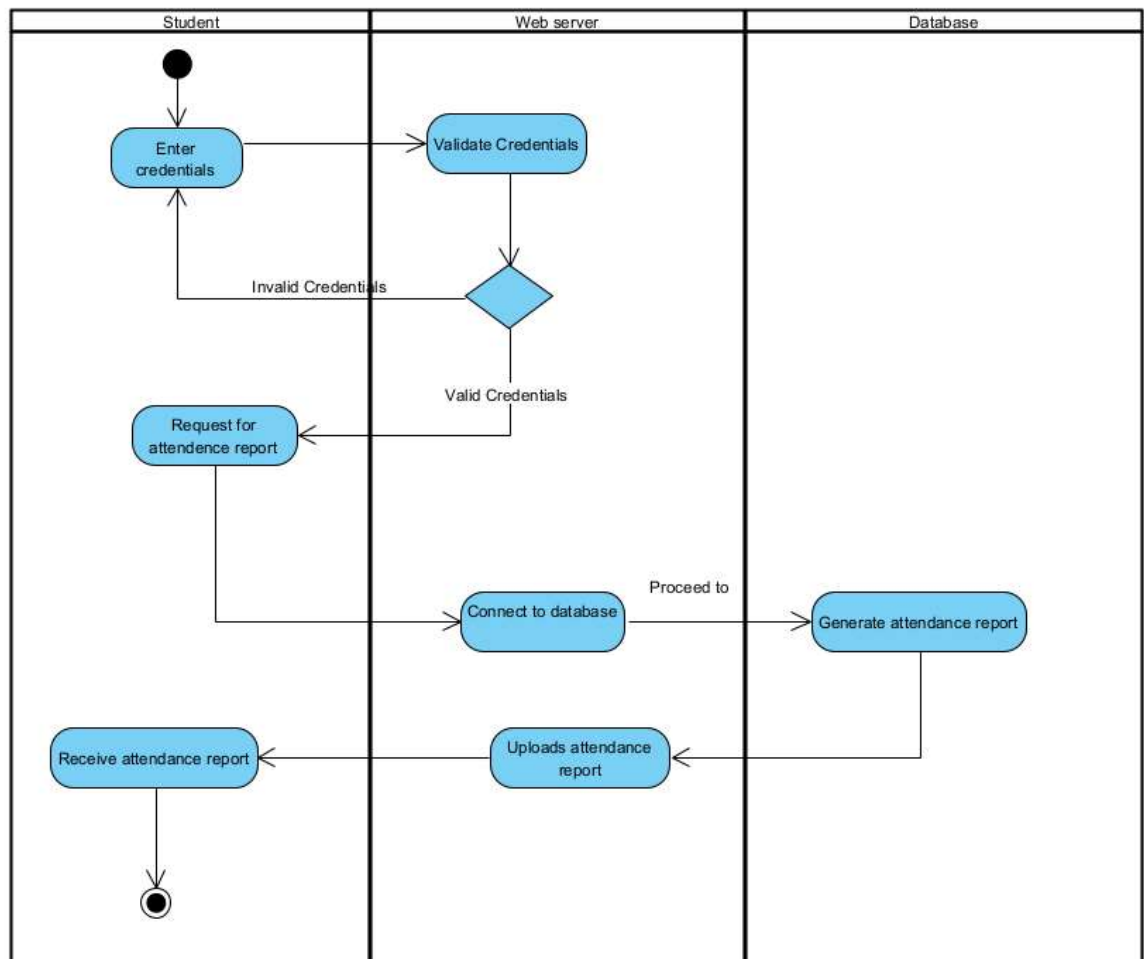 Student
Web server
Database
Enter
credentials
Validate Credentials
Invalid Credentials
Valid Credentials
Request for
attendence report
Proceed to
Connect to database
Generate attendance report
Receive attendance report
Uploads attendance
report